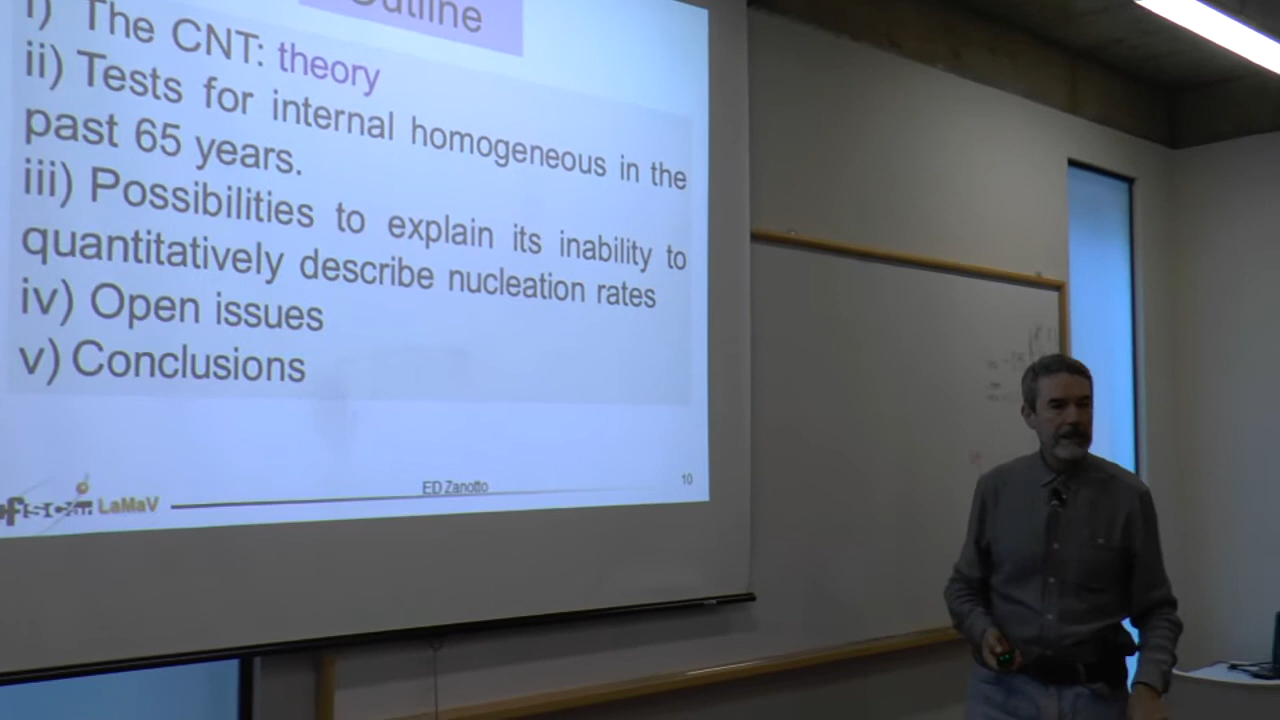 Outline
i) The CNT: theory
ii) Tests for internal homogeneous in the
past 65 years.
iii) Possibilities to explain its inability to
quantitatively describe nucleation rates
iv) Open issues
v) Conclusions
ED Zanotto
10
LaMaV